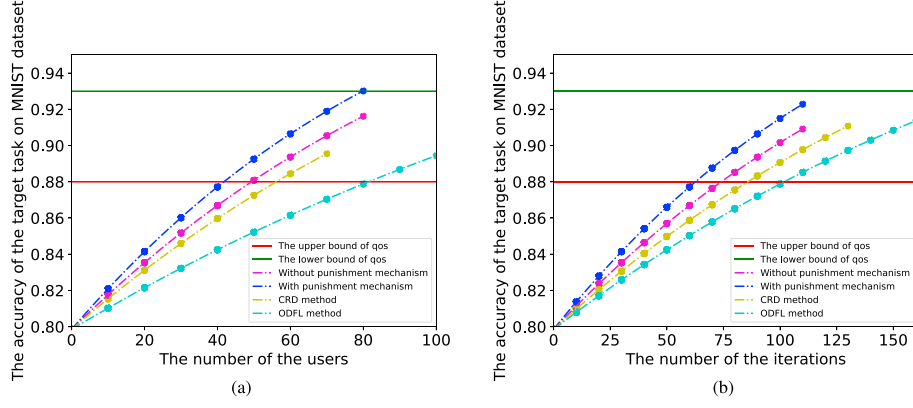 The accuracy of the target task on MNIST dataset
0.94
0.92
0.90
0.88
0.86
0.84
0.82
0.80
The upper bound of qos
The lower bound of qos
Without punishment mechanism
With punishment mechanism
CRD method
ODFL method
0 20 40 60 80 100
The number of the users
(a)
The accuracy of the target task on MNIST dataset
0.94
0.92
0.90
0.88
0.86
0.84
0.82
0.80
The upper bound of qos
The lower bound of qos
Without punishment mechanism
With punishment mechanism
CRD method
ODFL method
0 25 50 75 100 125 150
The number of the iterations
(b)